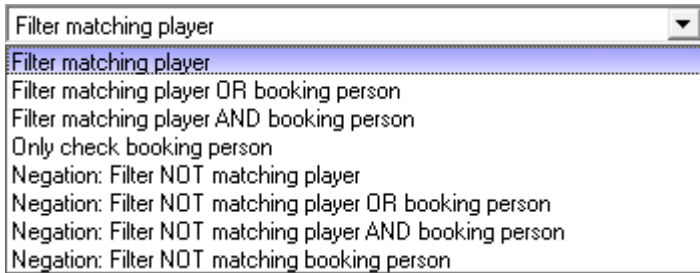 Filter matching player
Filter matching player
Filter matching player OR booking person
Filter matching player AND booking person
Only check booking person
Negation: Filter NOT matching player
Negation: Filter NOT matching player OR booking person
Negation: Filter NOT matching player AND booking person
Negation: Filter NOT matching booking person